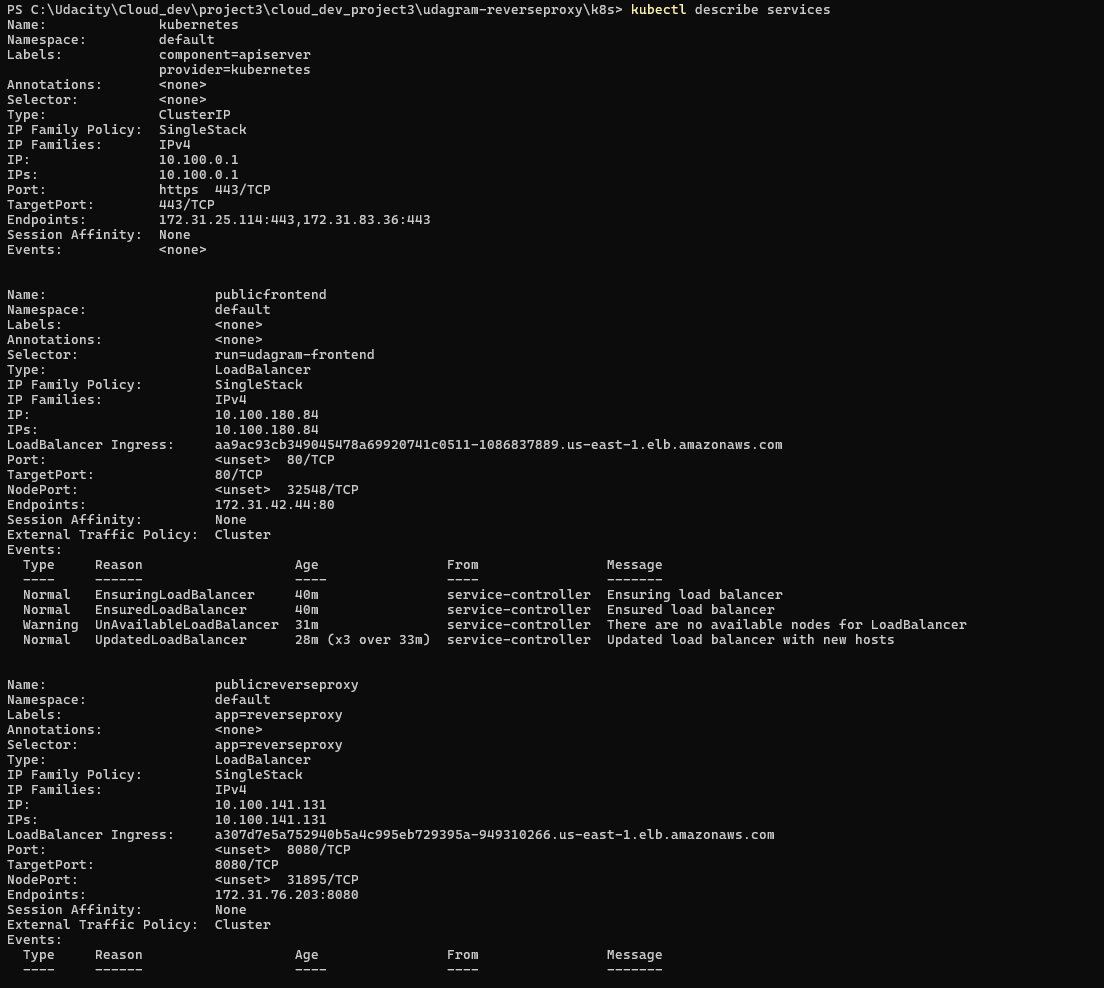 PS C:\Udacity\Cloud_dev\project3\cloud_dev_project3\udagram-reverseproxy\k8s> kubectl describe services
Name:              kubernetes
Namespace:         default
Labels:            component=apiserver
                   provider=kubernetes
Annotations:       <none>
Selector:          <none>
Type:              ClusterIP
IP Family Policy:  SingleStack
IP Families:       IPv4
IP:                10.100.0.1
IPs:               10.100.0.1
Port:              https  443/TCP
TargetPort:        443/TCP
Endpoints:         172.31.25.114:443,172.31.83.36:443
Session Affinity:  None
Events:            <none>

Name:                     publicfrontend
Namespace:                default
Labels:                   <none>
Annotations:              <none>
Selector:                 run=udagram-frontend
Type:                     LoadBalancer
IP Family Policy:         SingleStack
IP Families:              IPv4
IP:                       10.100.180.84
IPs:                      10.100.180.84
LoadBalancer Ingress:     aa9ac93cb349045478a69920741c0511-1086837889.us-east-1.elb.amazonaws.com
Port:                     <unset>  80/TCP
TargetPort:               80/TCP
NodePort:                 <unset>  32548/TCP
Endpoints:                172.31.42.44:80
Session Affinity:         None
External Traffic Policy:  Cluster
Events:
  Type     Reason                   Age                 From                Message
  ----     ------                   ----                ----                -------
  Normal   EnsuringLoadBalancer     40m                 service-controller  Ensuring load balancer
  Normal   EnsuredLoadBalancer      40m                 service-controller  Ensured load balancer
  Warning  UnAvailableLoadBalancer  31m                 service-controller  There are no available nodes for LoadBalancer
  Normal   UpdatedLoadBalancer      28m (x3 over 33m)  service-controller  Updated load balancer with new hosts

Name:                     publicreverseproxy
Namespace:                default
Labels:                   app=reverseproxy
Annotations:              <none>
Selector:                 app=reverseproxy
Type:                     LoadBalancer
IP Family Policy:         SingleStack
IP Families:              IPv4
IP:                       10.100.141.131
IPs:                      10.100.141.131
LoadBalancer Ingress:     a307d7e5a752940b5a4c995eb729395a-949310266.us-east-1.elb.amazonaws.com
Port:                     <unset>  8080/TCP
TargetPort:               8080/TCP
NodePort:                 <unset>  31895/TCP
Endpoints:                172.31.76.203:8080
Session Affinity:         None
External Traffic Policy:  Cluster
Events:
  Type     Reason                   Age                From                Message
  ----     ------                   ----               ----                -------